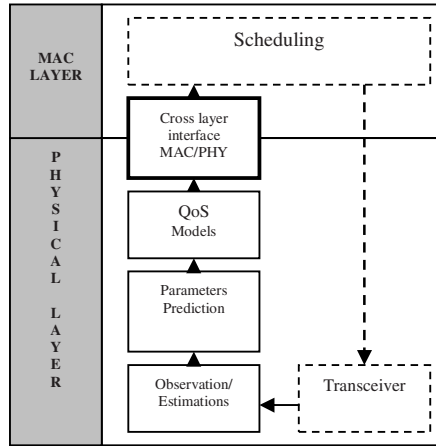 MAC
LAYER
Scheduling
Cross layer
interface
MAC/PHY
P
H
Y
S
I
C
A
L
L
A
Y
E
R
QoS
Models
Parameters
Prediction
Observation/
Estimations
Transceiver